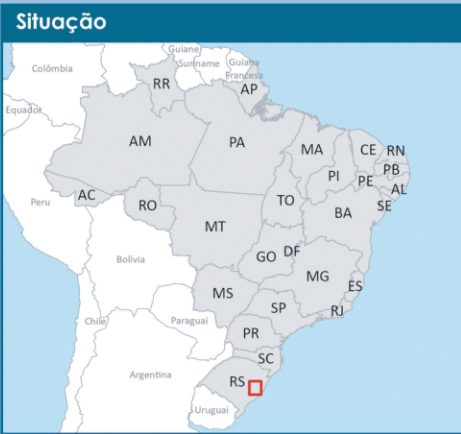 Situação
Guiane
Suriname
Guiana
Francesa
Colômbia
RR
AP
Equador
AM
PA
MA
CE
RN
PB
PI
PE
AL
SE
AC
RO
TO
BA
Peru
MT
Bolívia
GO
DF
MG
ES
MS
SP
RJ
Chile
Paraguai
PR
SC
Argentina
RS
Uruguai